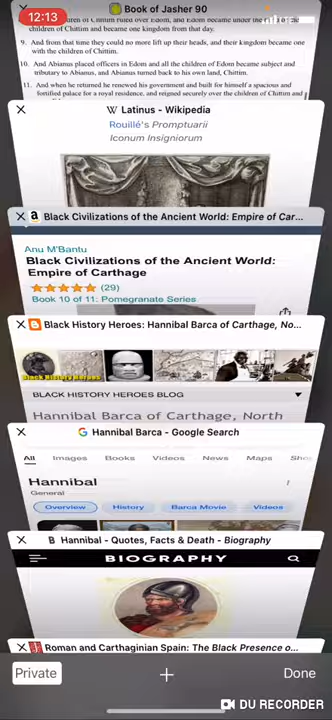 12:13
Book of Jasher 90
of Chittim ruled over Edom, and Edom became under the
children of Chittim and became one kingdom from that day.
9. And from that time they could no more lift up their heads, and their kingdom became one
with the children of Chittim.
10. And Abianus placed officers in Edom and all the children of Edom became subject and
tributary to Abianus, and Abianus turned back to his own land, Chittim.
11. And when he returned he renewed his government and built for himself a spacious and
fortified palace for a royal residence, and reigned securely over the children of Chittim and
W Latinus - Wikipedia
Rouillé's Promptuarii
Iconum Insigniorum
a Black Civilizations of the Ancient World: Empire of Car...
Anu M'Bantu
Black Civilizations of the Ancient World:
Empire of Carthage
(29)
Book 10 of 11: Pomegranate Series
Black History Heroes: Hannibal Barca of Carthage, No...
Black History Heroes
BLACK HISTORY HEROES BLOG
Hannibal Barca of Carthage, North
G Hannibal Barca - Google Search
All Images Books Videos News Maps Sho
Hannibal
General
Overview History Barca Movie Videos
B Hannibal - Quotes, Facts & Death - Biography
BIOGRAPHY
Roman and Carthaginian Spain: The Black Presence o...
Private + Done
DU RECORDER